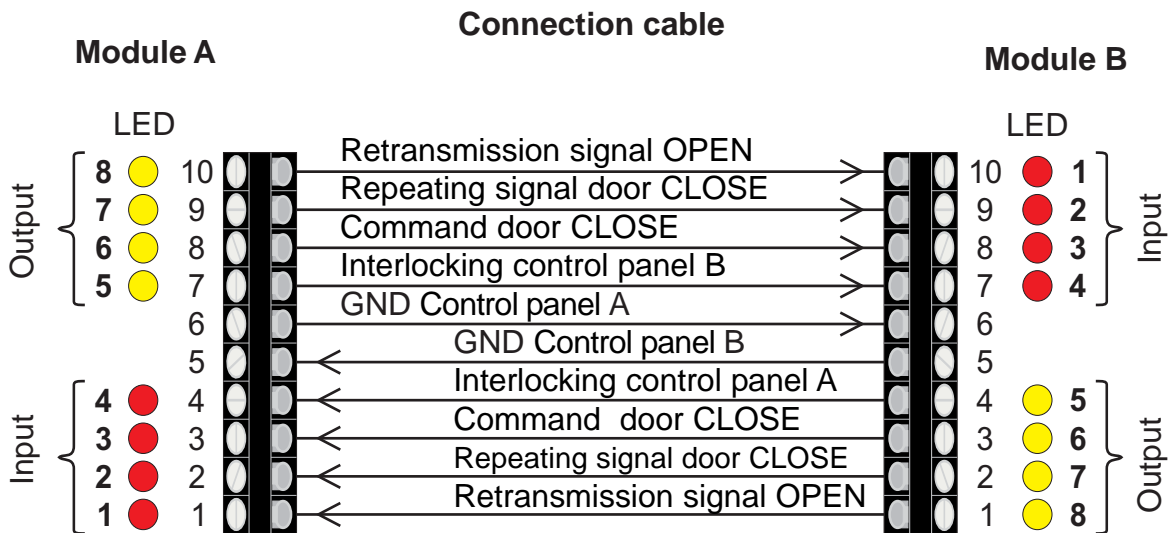 Connection cable
Module A
Module B
LED
LED
Output
8 10 Retransmission signal OPEN 10 1
7 9 Repeating signal door CLOSE 9 2
6 8 Command door CLOSE 8 3
5 7 Interlocking control panel B 7 4
Input
6 GND Control panel A 6
5 GND Control panel B 5
Input
4 4 Interlocking control panel A 4 5
3 3 Command door CLOSE 3 6
2 2 Repeating signal door CLOSE 2 7
1 1 Retransmission signal OPEN 1 8
Output